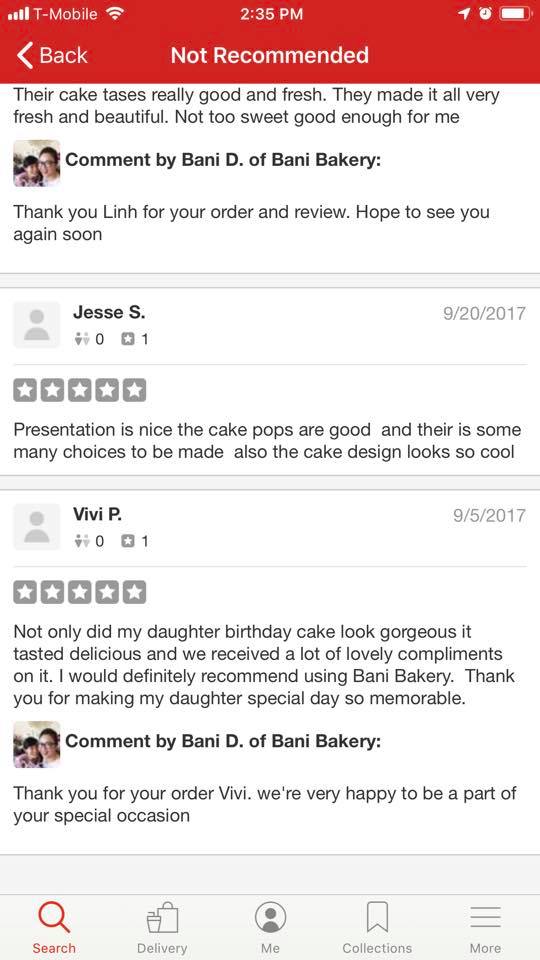 T-Mobile 2:35 PM
Back Not Recommended
Their cake tases really good and fresh. They made it all very
fresh and beautiful. Not too sweet good enough for me
Comment by Bani D. of Bani Bakery:
Thank you Linh for your order and review. Hope to see you
again soon
Jesse S. 9/20/2017
0 1
Presentation is nice the cake pops are good  and their is some
many choices to be made  also the cake design looks so cool
Vivi P. 9/5/2017
0 1
Not only did my daughter birthday cake look gorgeous it
tasted delicious and we received a lot of lovely compliments
on it. I would definitely recommend using Bani Bakery.  Thank
you for making my daughter special day so memorable.
Comment by Bani D. of Bani Bakery:
Thank you for your order Vivi. we're very happy to be a part of
your special occasion
Search Delivery Me Collections More